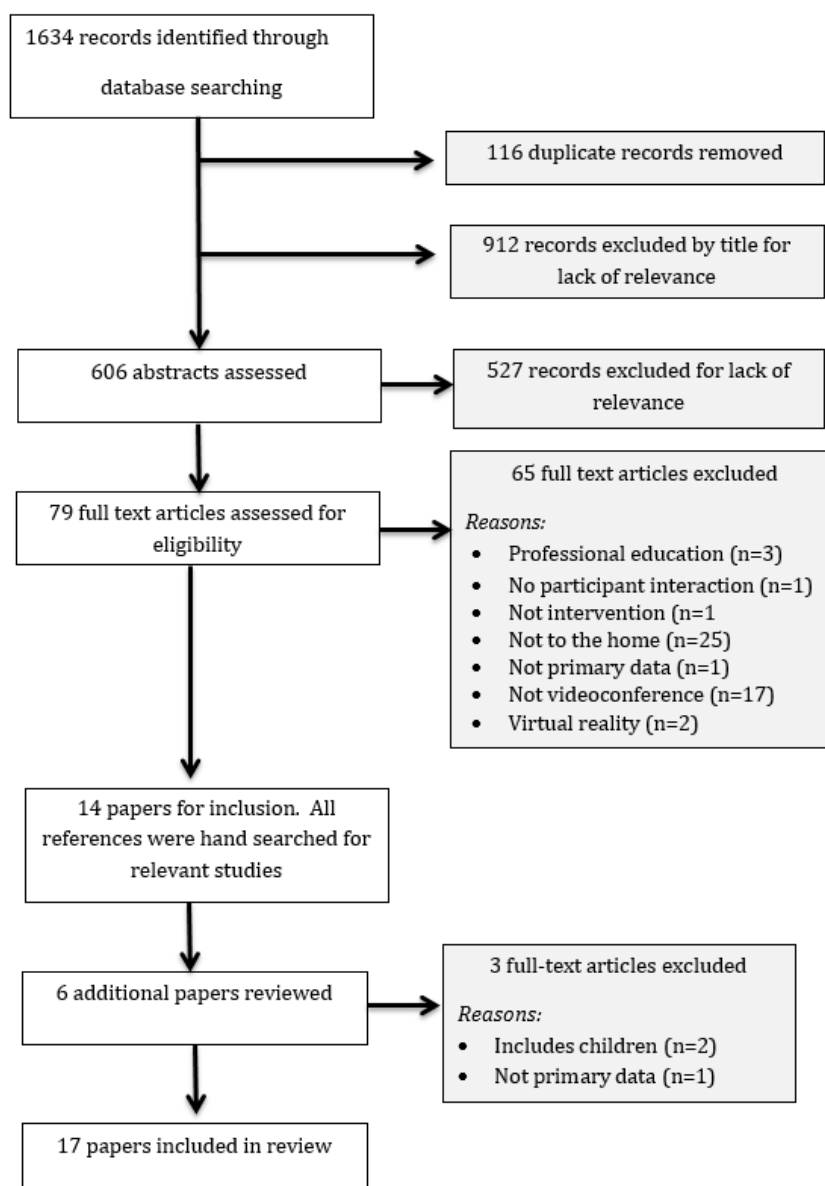 1634 records identified through
database searching
116 duplicate records removed
912 records excluded by title for
lack of relevance
606 abstracts assessed
527 records excluded for lack of
relevance
65 full text articles excluded
79 full text articles assessed for
eligibility
Reasons:
• Professional education (n=3)
• No participant interaction (n=1)
• Not intervention (n=1
• Not to the home (n=25)
• Not primary data (n=1)
• Not videoconference (n=17)
• Virtual reality (n=2)
14 papers for inclusion. All
references were hand searched for
relevant studies
6 additional papers reviewed
3 full-text articles excluded
Reasons:
• Includes children (n=2)
• Not primary data (n=1)
17 papers included in review